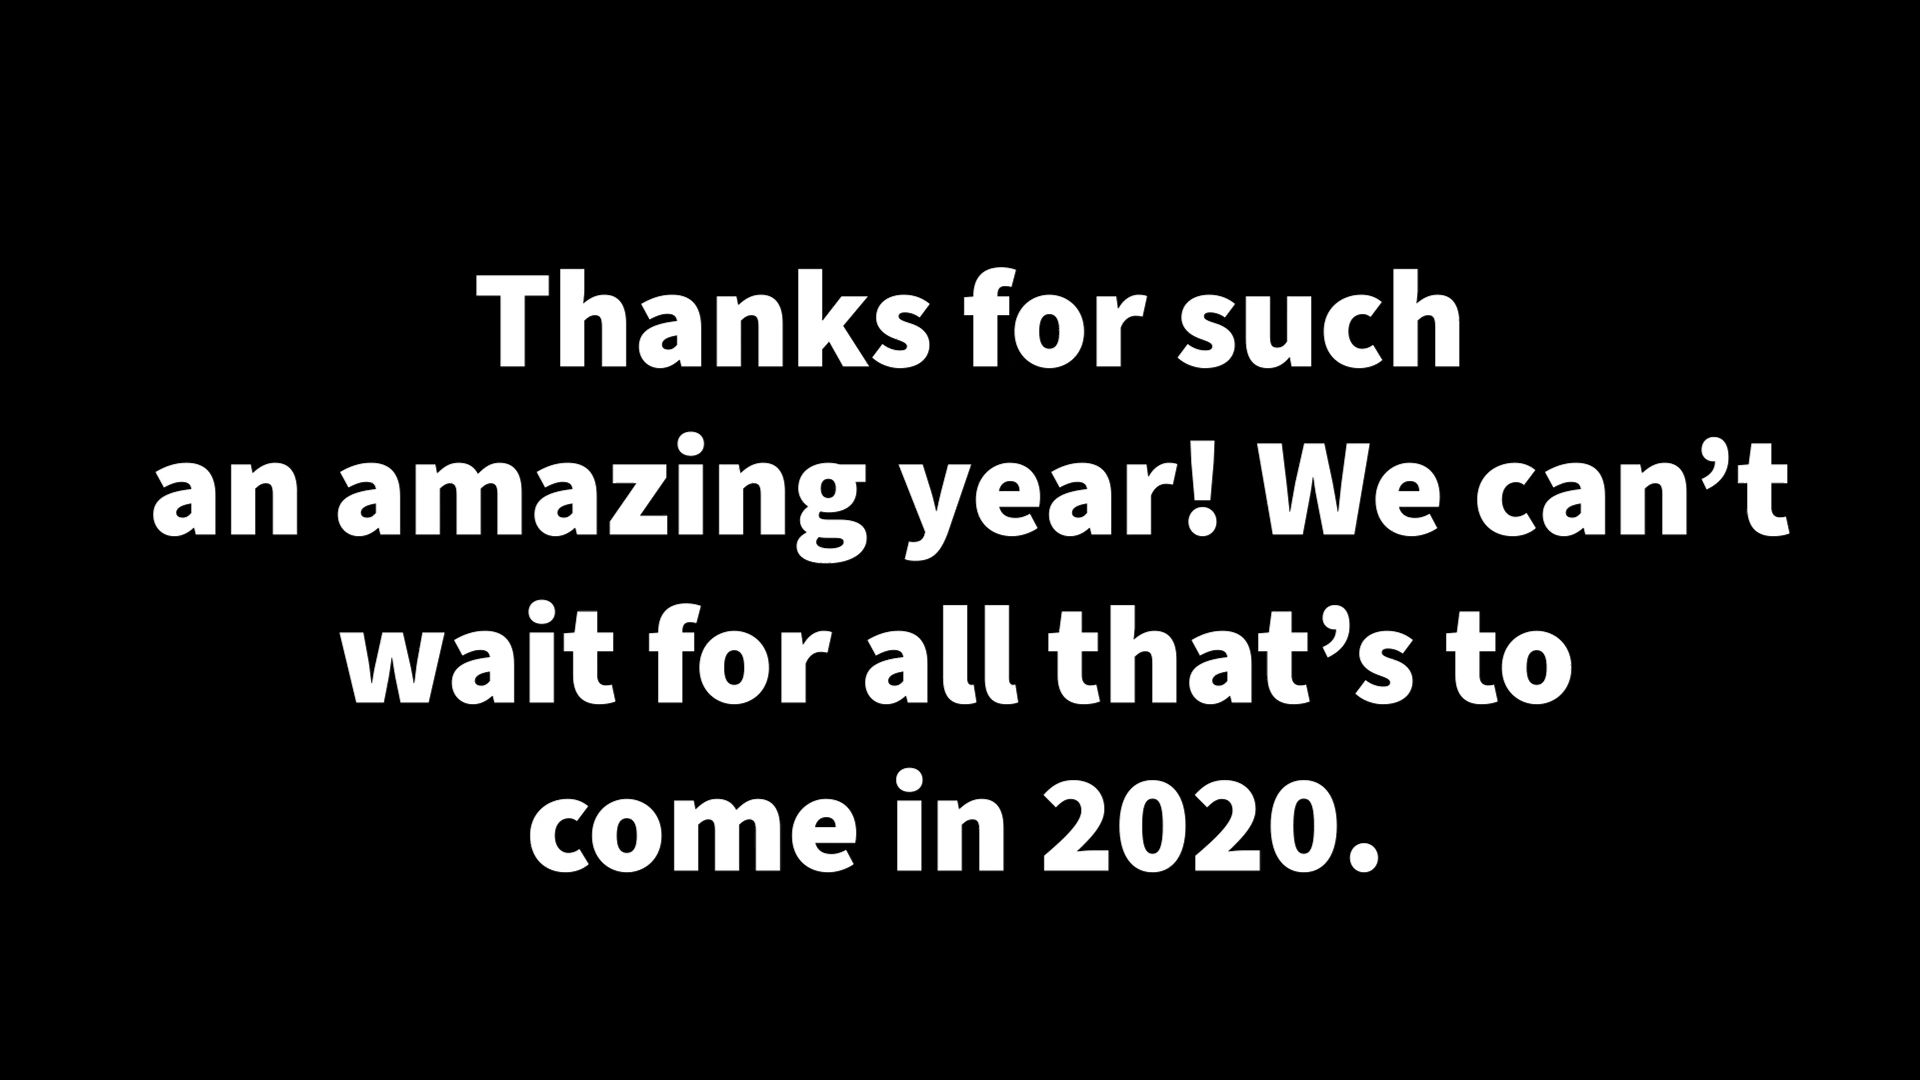 Thanks for such
an amazing year! We can’t
wait for all that’s to
come in 2020.